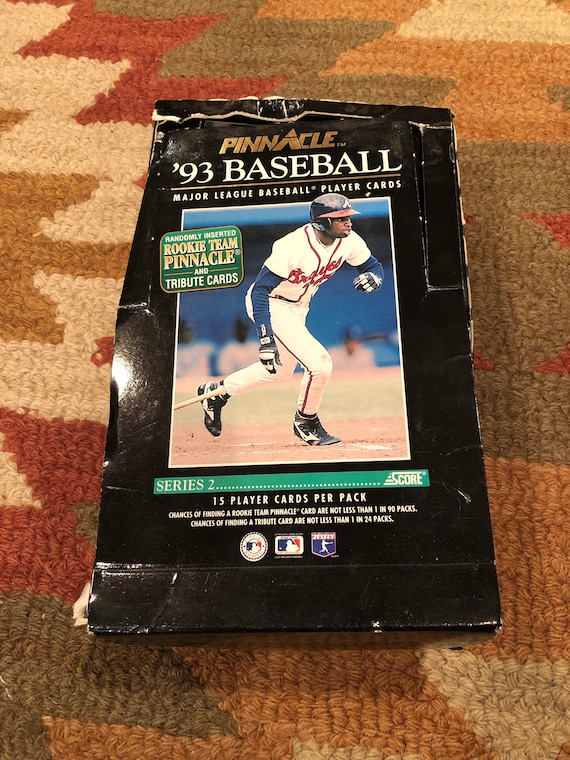 PINNACLE™
'93 BASEBALL
MAJOR LEAGUE BASEBALL® PLAYER CARDS
RANDOMLY INSERTED
ROOKIE TEAM
PINNACLE®
AND
TRIBUTE CARDS
Braves
SERIES 2
SCORE®
15 PLAYER CARDS PER PACK
CHANCES OF FINDING A ROOKIE TEAM PINNACLE® CARD ARE NOT LESS THAN 1 IN 90 PACKS.
CHANCES OF FINDING A TRIBUTE CARD ARE NOT LESS THAN 1 IN 24 PACKS.